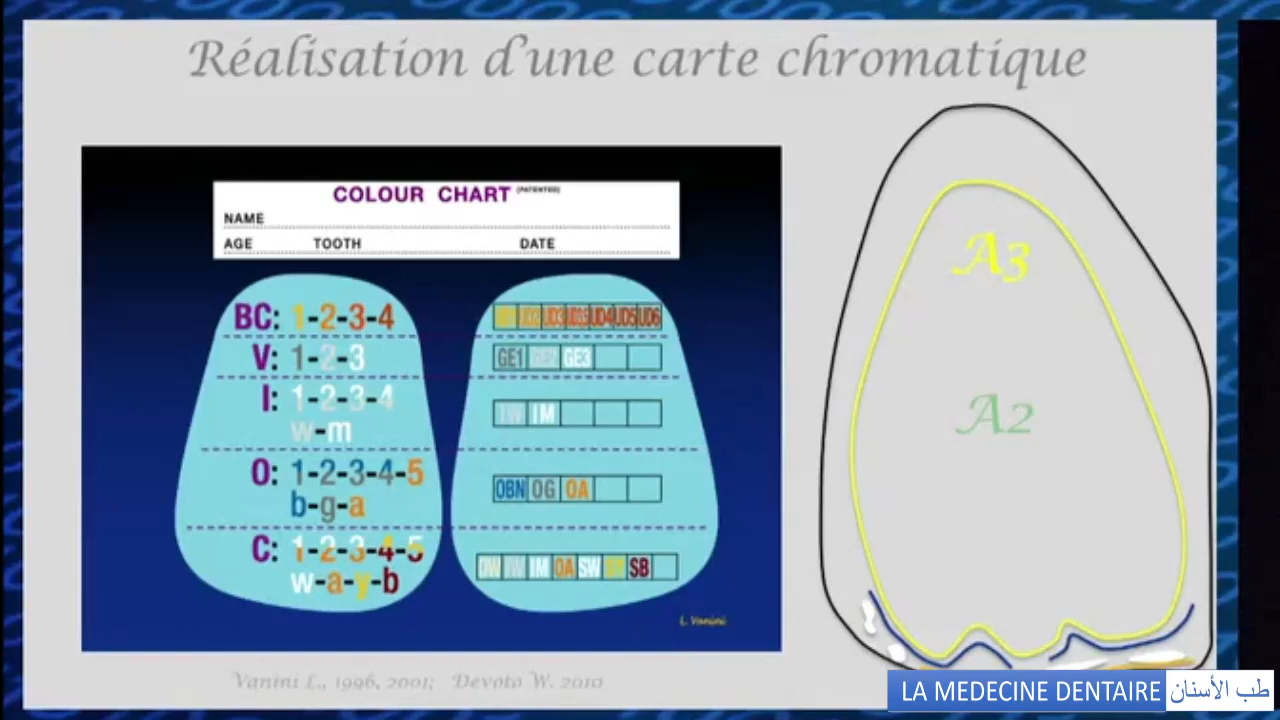 Réalisation d'une carte chromatique
COLOUR CHART (PATENTED)
NAME
AGE TOOTH DATE
BC: 1-2-3-4
V: 1-2-3
I: 1-2-3-4
w-m
O: 1-2-3-4-5
b-g-a
C: 1-2-3-4-5
w-a-y-b
UD2 UD3 UD3.5 UD4 UD5 UD6
GE1 GE3
IW IM
OBN OG OA
OW IW IM OA SW SY SB
L. Vanini
A3
A2
Vanini L., 1996, 2001; Devoto W. 2010
LA MEDECINE DENTAIRE طب الأسنان